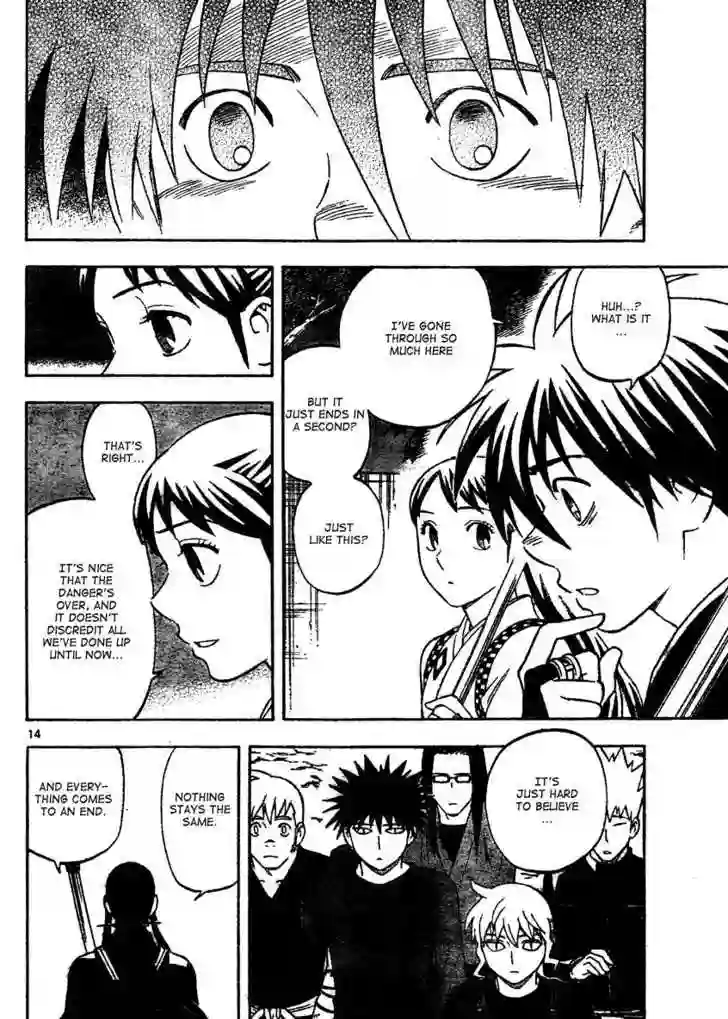 HUH...?
WHAT IS IT
...
I'VE GONE
THROUGH SO
MUCH HERE
BUT IT
JUST ENDS IN
A SECOND?
JUST
LIKE THIS?
THAT'S
RIGHT...
IT'S NICE
THAT THE
DANGER'S
OVER, AND
IT DOESN'T
DISCREDIT ALL
WE'VE DONE UP
UNTIL NOW...
14
IT'S
JUST HARD
TO BELIEVE
...
NOTHING
STAYS THE
SAME.
AND EVERY-
THING COMES
TO AN END.